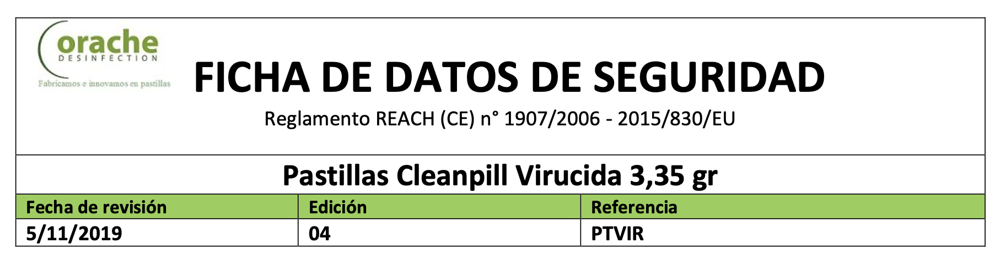 orache
DESINFECTION
Fabricamos e innovamos en pastillas
FICHA DE DATOS DE SEGURIDAD
Reglamento REACH (CE) n° 1907/2006 - 2015/830/EU
Pastillas Cleanpill Virucida 3,35 gr
Fecha de revisión Edición Referencia
5/11/2019 04 PTVIR